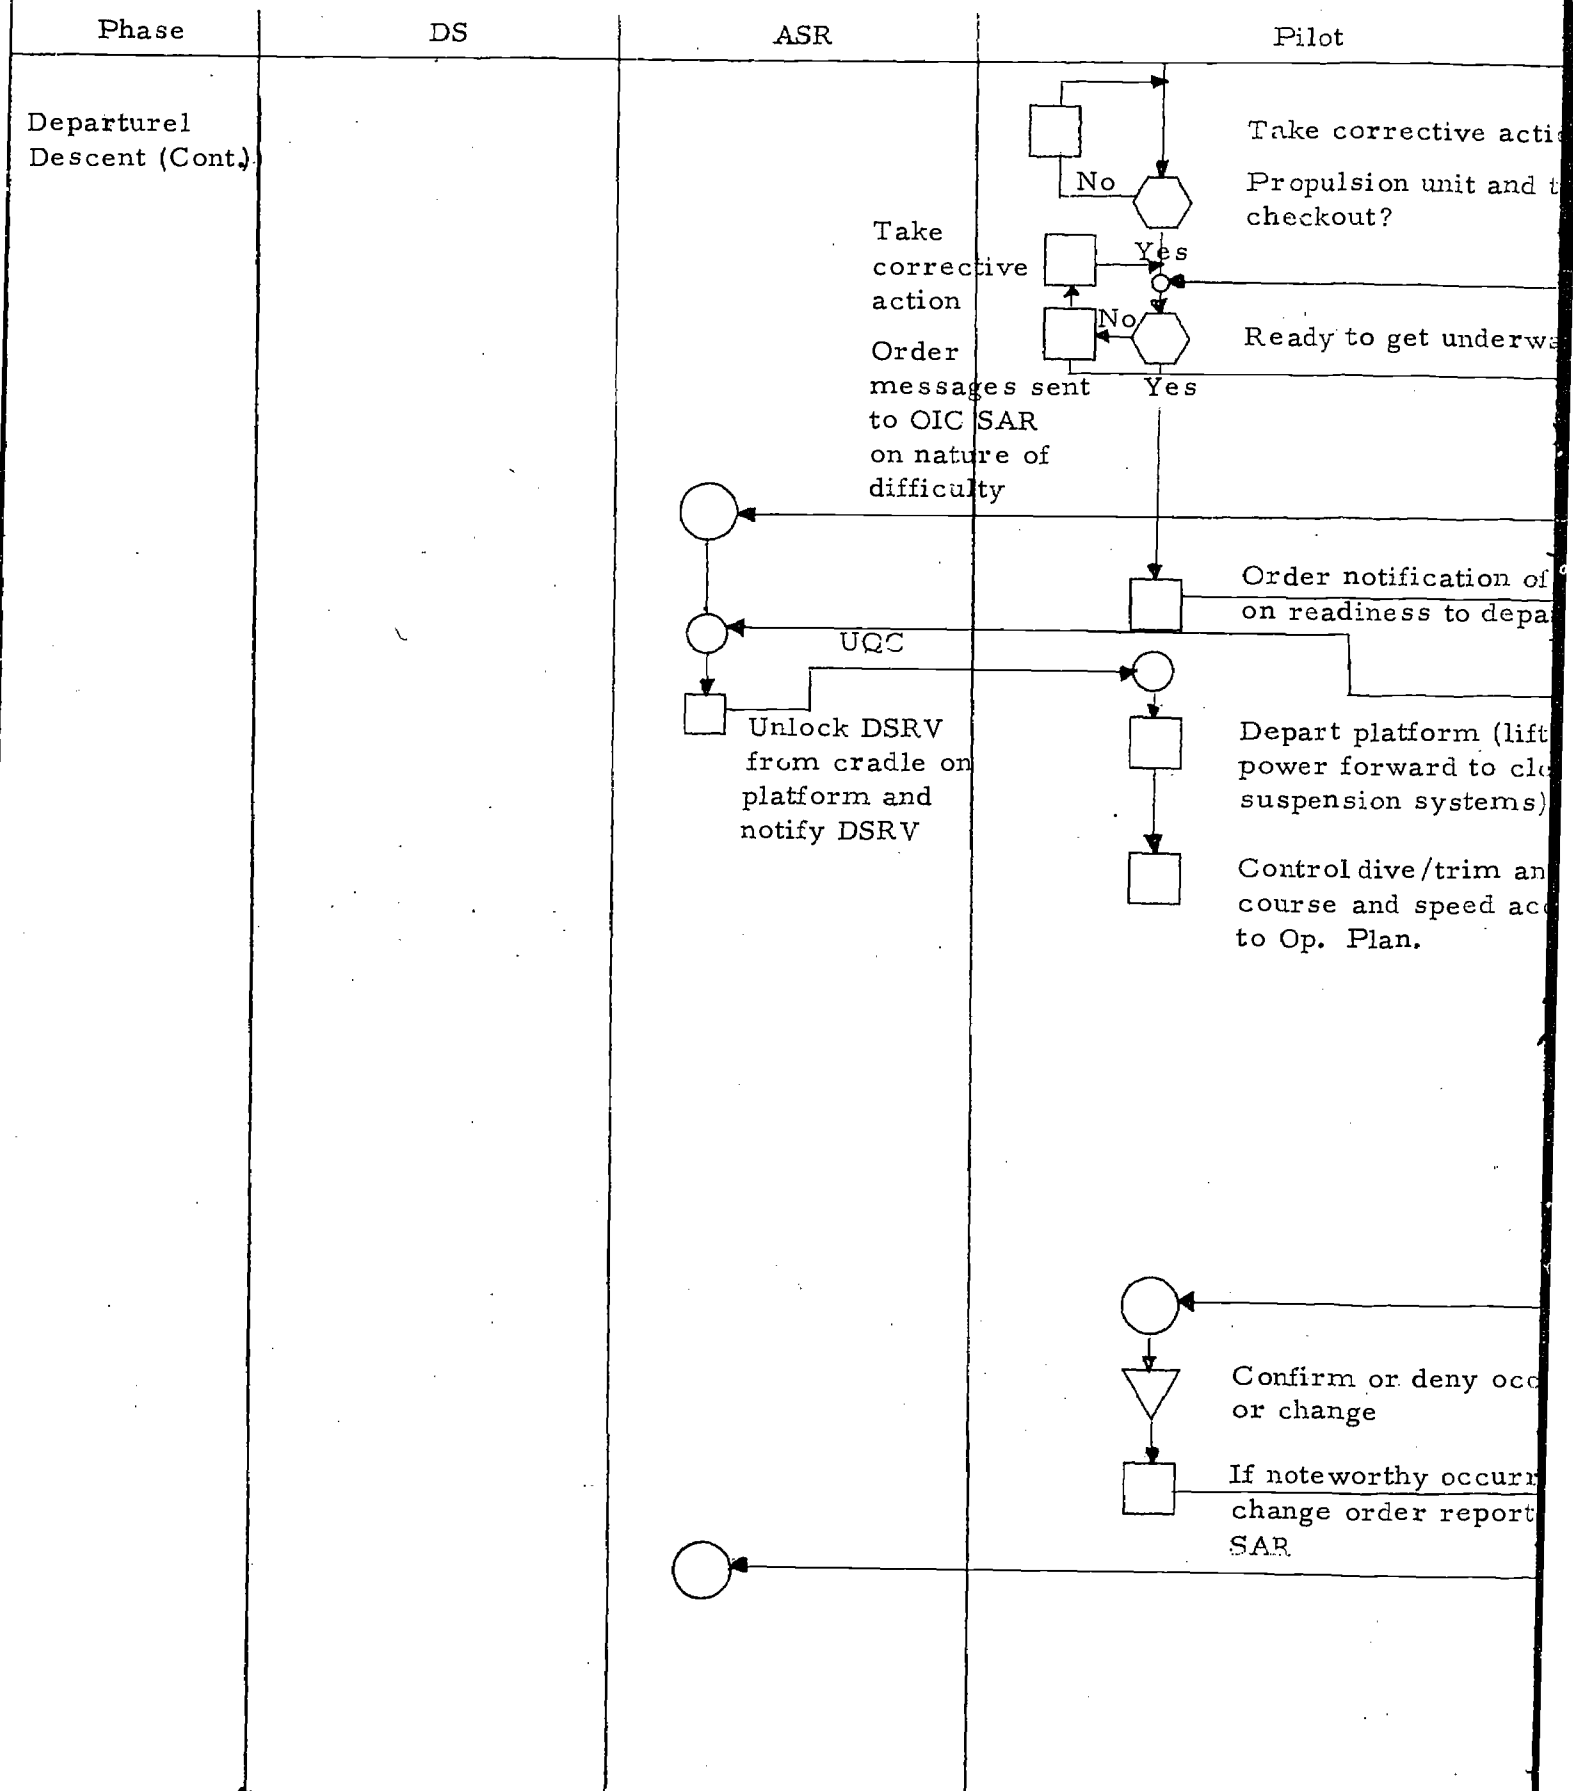 Phase
DS
ASR
Pilot
Departurel
Descent (Cont.)
Take corrective acti
Propulsion unit and t
checkout?
No
Yes
Take
corrective
action
No
Ready to get underwa
Yes
Order
messages sent
to OIC SAR
on nature of
difficulty
Order notification of
on readiness to depa
UQC
Unlock DSRV
from cradle on
platform and
notify DSRV
Depart platform (lift
power forward to cle
suspension systems)
Control dive/trim an
course and speed acc
to Op. Plan.
Confirm or deny occ
or change
If noteworthy occurr
change order report
SAR